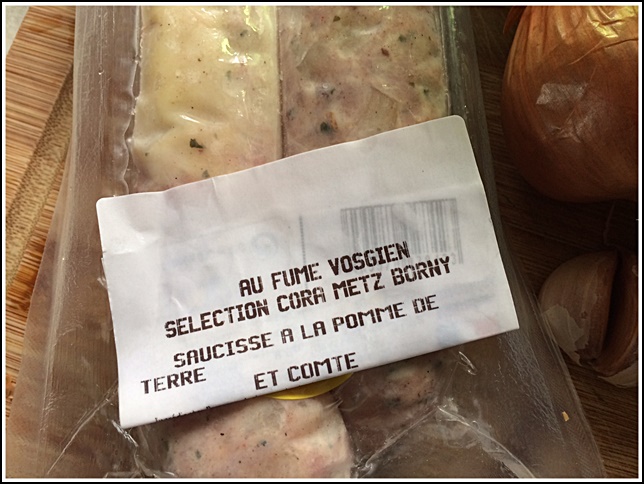 AU FUME VOSGIEN
SELECTION CORA METZ BORNY
SAUCISSE A LA POMME DE
TERRE ET COMTE